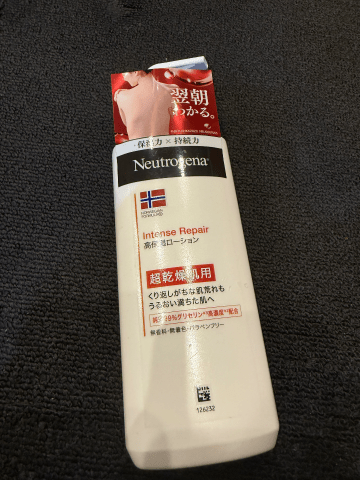 翌朝
わかる。
保湿力×持続力
Neutrogena
NORWEGIAN
FORMULA
Intense Repair
高保湿ローション
超乾燥肌用
くり返しがちな肌荒れも
うるおい満ちた肌へ
無香料・無着色・パラベンフリー
126232